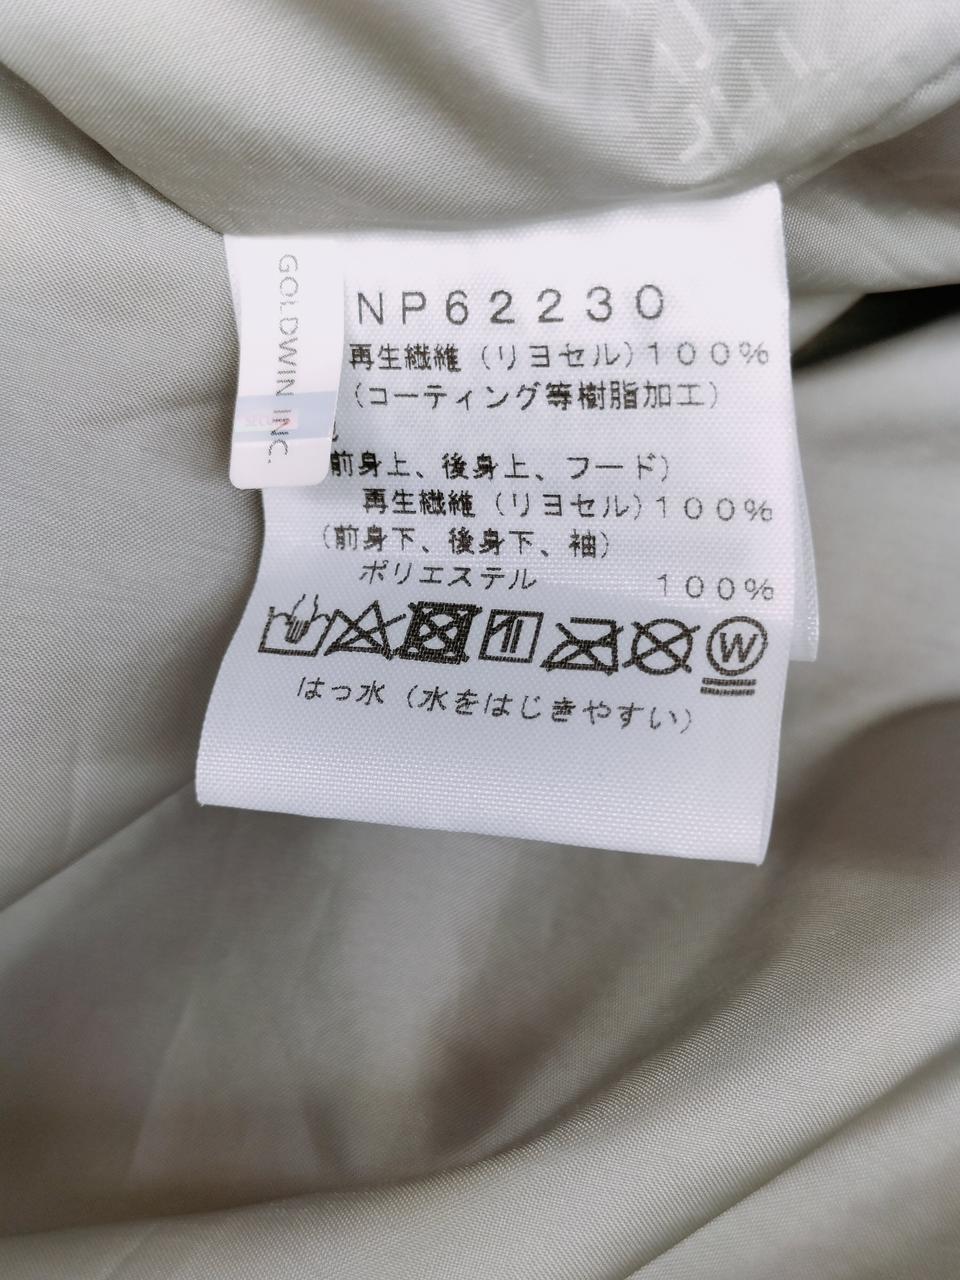 GOLDWIN INC.
NP62230
再生繊維（リヨセル）１００％
（コーティング等樹脂加工）
前身上、後身上、フード）
再生繊維（リヨセル）１００％
（前身下、後身下、袖）
ポリエステル　１００％
W
はっ水（水をはじきやすい）